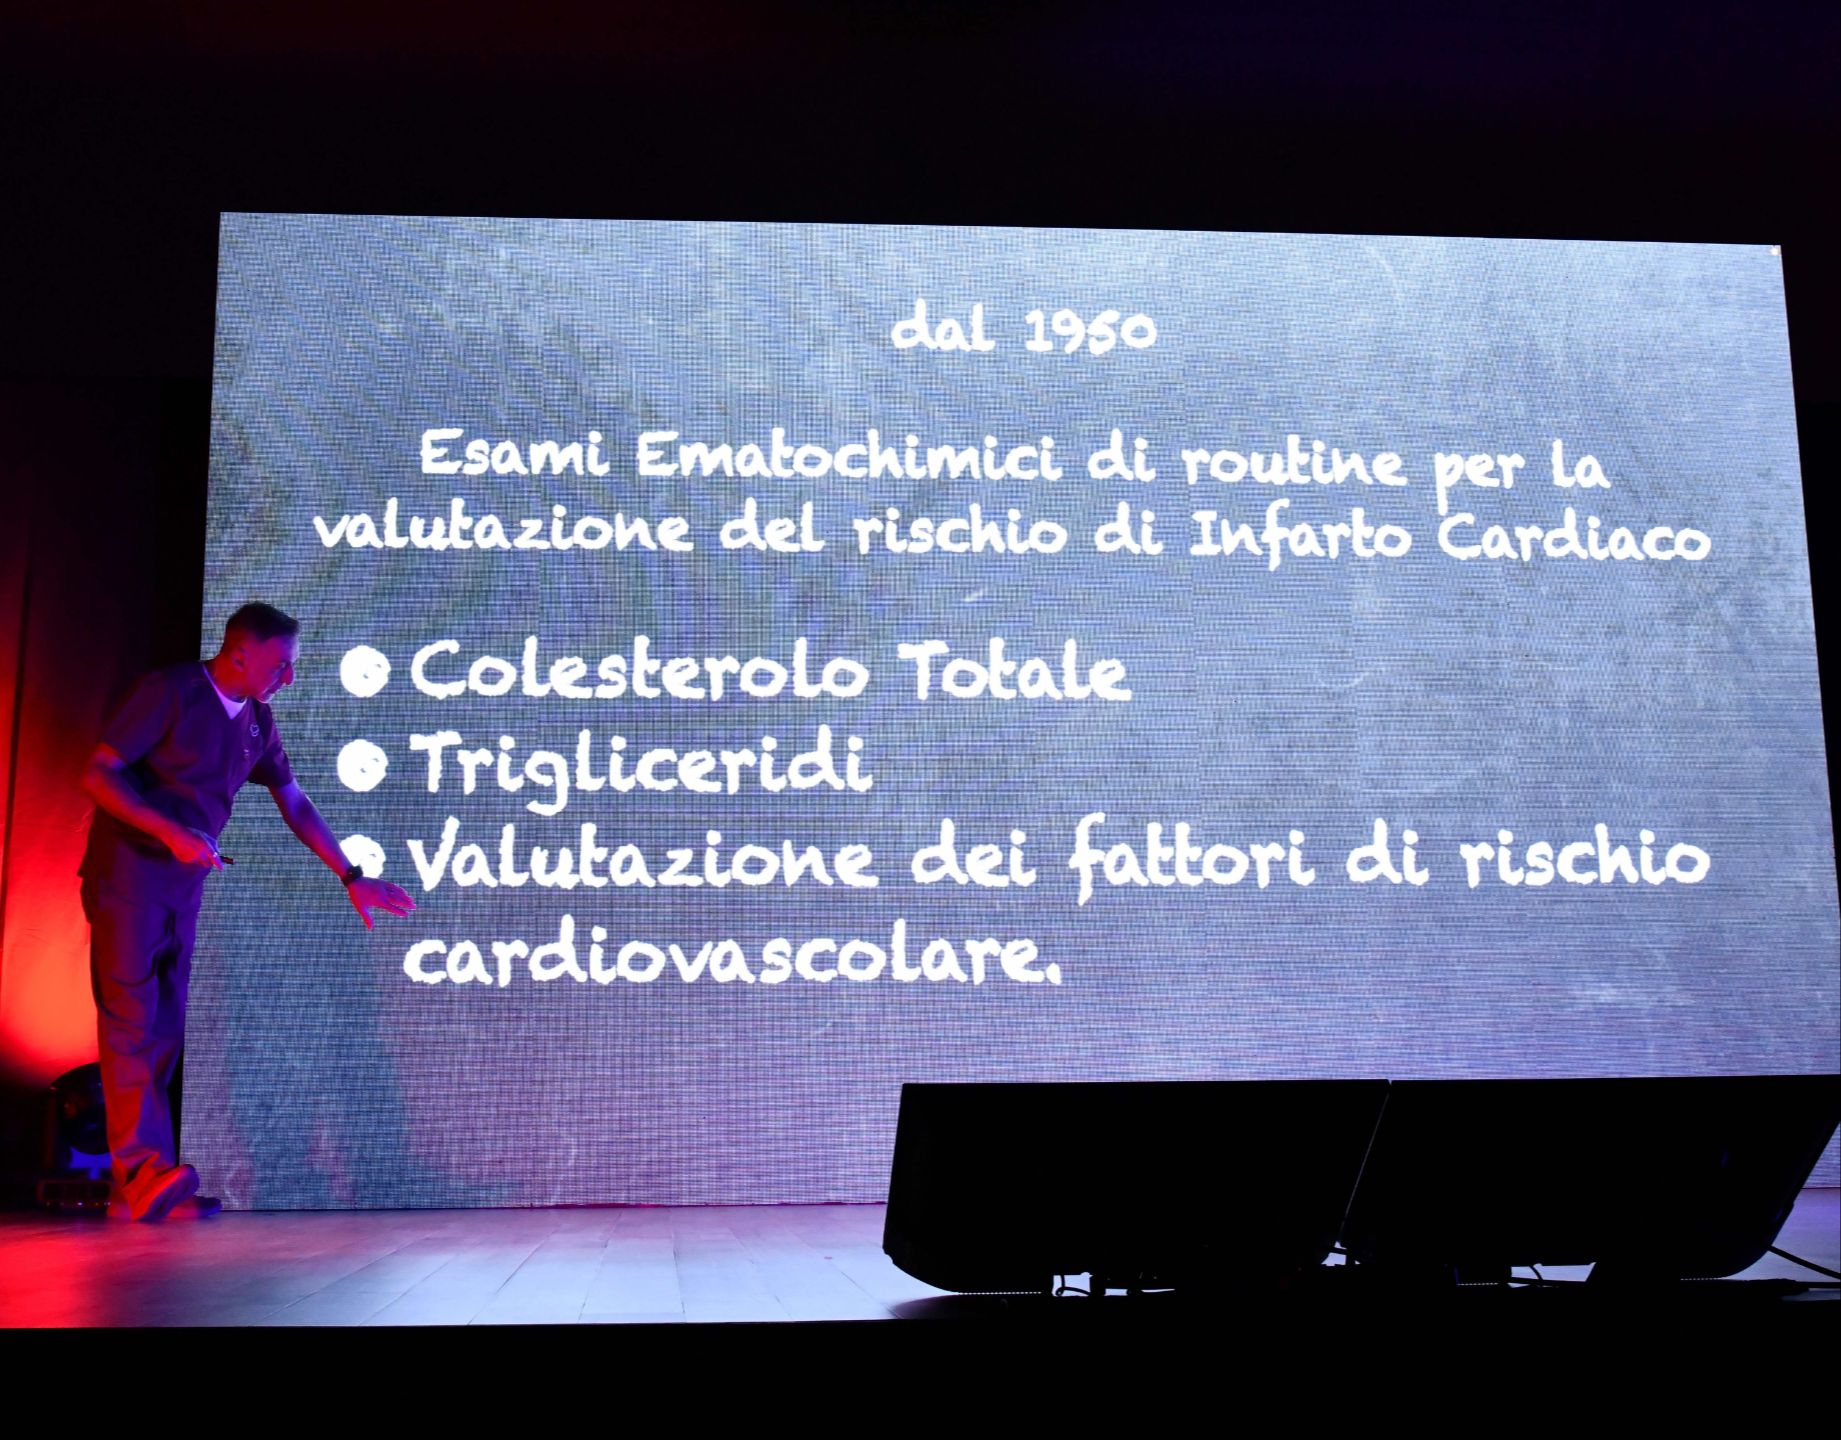 dal 1950
Esami Ematochimici di routine per la
valutazione del rischio di Infarto Cardiaco
• Colesterolo Totale
• Trigliceridi
• Valutazione dei fattori di rischio
cardiovascolare.